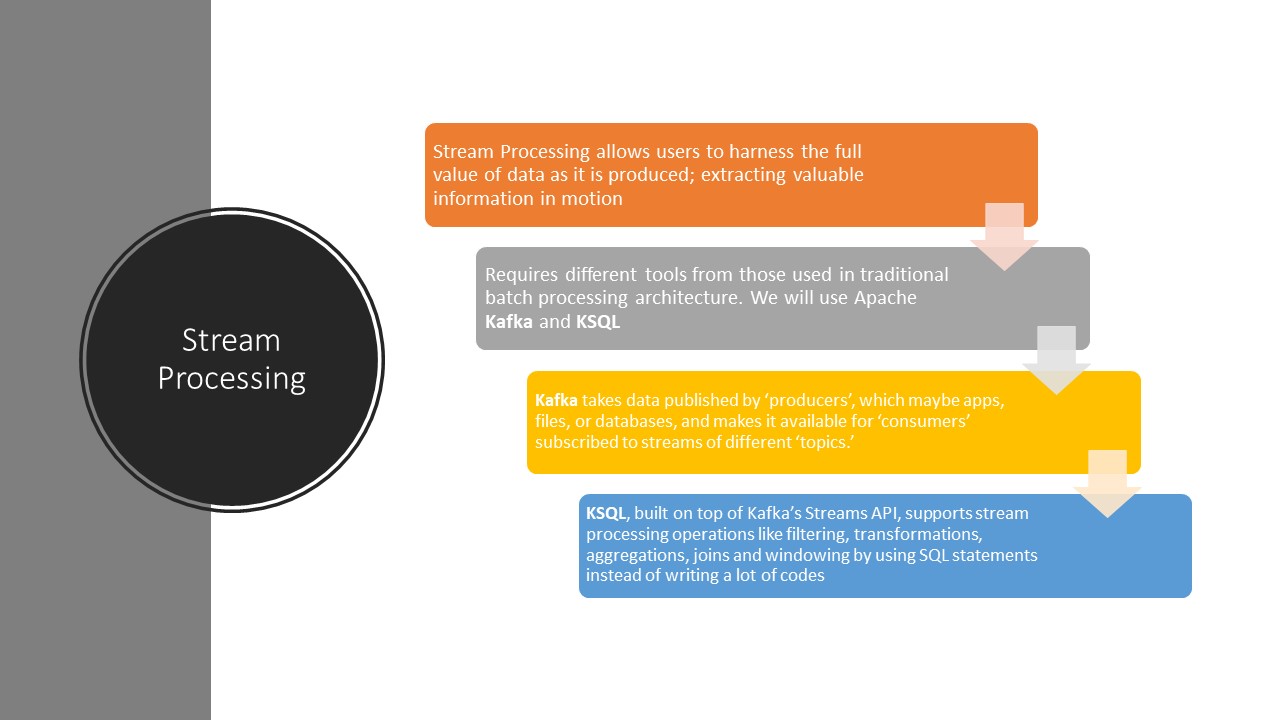 Stream
Processing
Stream Processing allows users to harness the full
value of data as it is produced; extracting valuable
information in motion
Requires different tools from those used in traditional
batch processing architecture. We will use Apache
Kafka and KSQL
Kafka takes data published by ‘producers’, which maybe apps,
files, or databases, and makes it available for ‘consumers’
subscribed to streams of different ‘topics.’
KSQL, built on top of Kafka’s Streams API, supports stream
processing operations like filtering, transformations,
aggregations, joins and windowing by using SQL statements
instead of writing a lot of codes